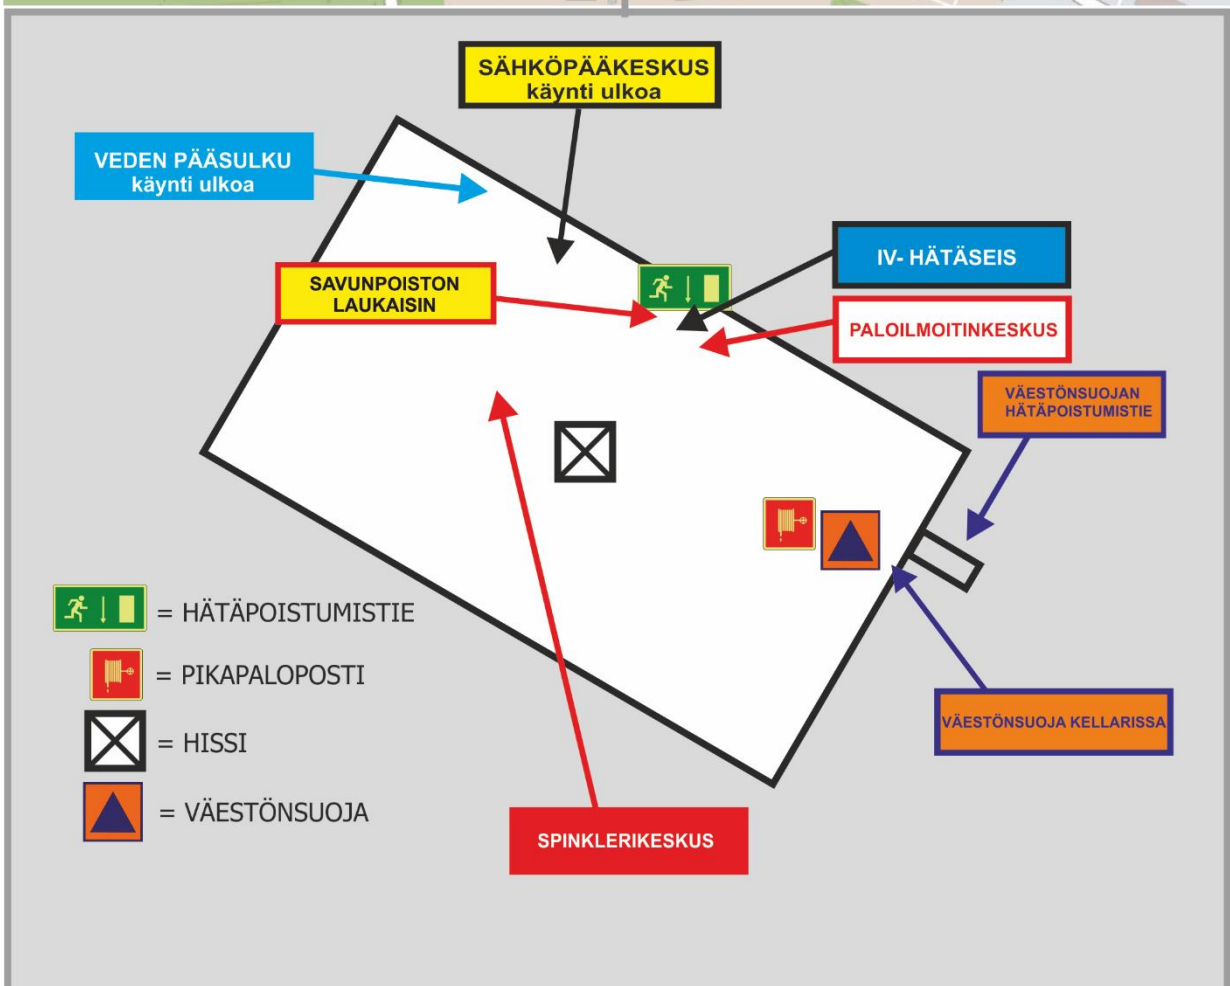 SÄHKÖPÄÄKESKUS
käynti ulkoa
VEDEN PÄÄSULKU
käynti ulkoa
IV- HÄTÄSEIS
SAVUNPOISTON
LAUKAISIN
PALOILMOITINKESKUS
VÄESTÖNSUOJAN
HÄTÄPOISTUMISTIE
= HÄTÄPOISTUMISTIE
= PIKAPALOPOSTI
VÄESTÖNSUOJA KELLARISSA
= HISSI
= VÄESTÖNSUOJA
SPINKLERIKESKUS